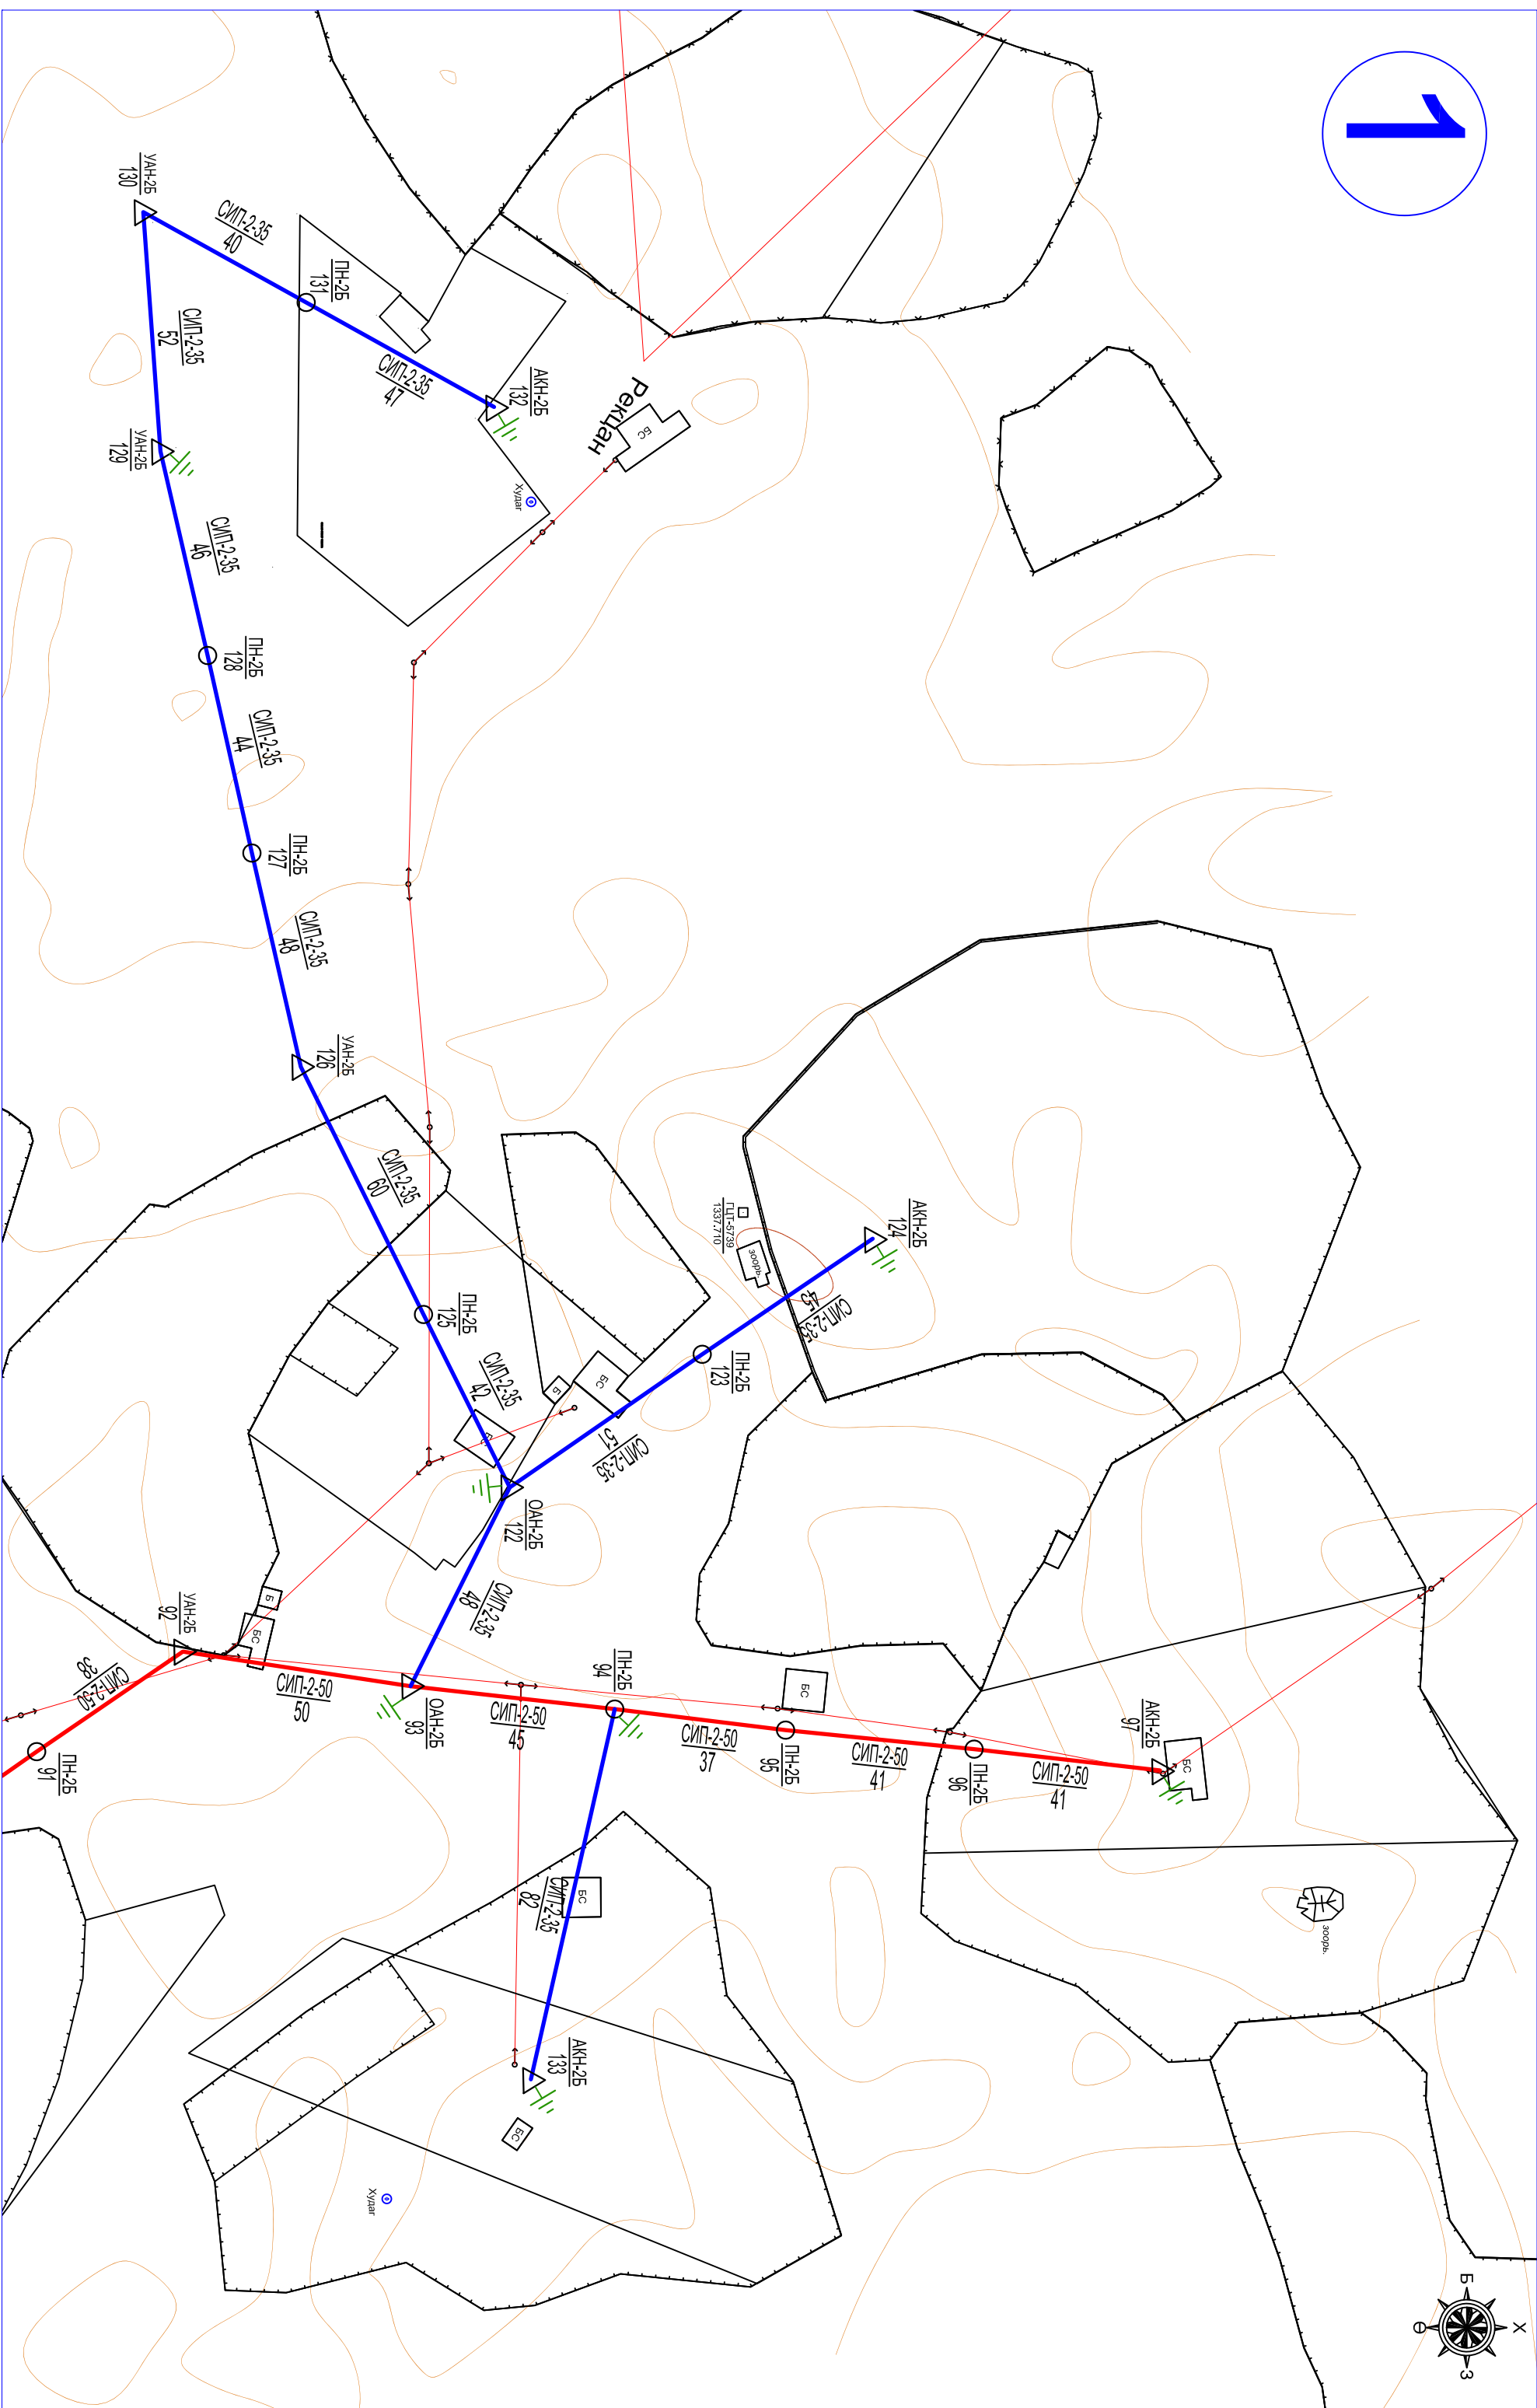 1
УАН-2Б
130
СИП-2-35
40
ПН-2Б
131
СИП-2-35
47
АКН-2Б
132
СИП-2-35
52
УАН-2Б
129
Рекцан
БС
Худаг
СИП-2-35
46
ПН-2Б
128
СИП-2-35
44
ПН-2Б
127
СИП-2-35
48
УАН-2Б
126
СИП-2-35
60
ПН-2Б
125
СИП-2-35
42
АКН-2Б
124
ГЦТ-5739
1337.710
зоорь.
СИП-2-35
43
ПН-2Б
123
БС
Б
СИП-2-35
51
ОАН-2Б
122
СИП-2-35
48
УАН-2Б
92
Б
БС
СИП-2-50
38
ПН-2Б
91
СИП-2-50
50
ОАН-2Б
93
СИП-2-50
45
ПН-2Б
94
СИП-2-50
37
БС
ПН-2Б
95
СИП-2-50
41
ПН-2Б
96
СИП-2-50
41
АКН-2Б
97
БС
зоорь.
БС
СИП-2-35
82
АКН-2Б
133
БС
Худаг
Х
Б
З
Ө